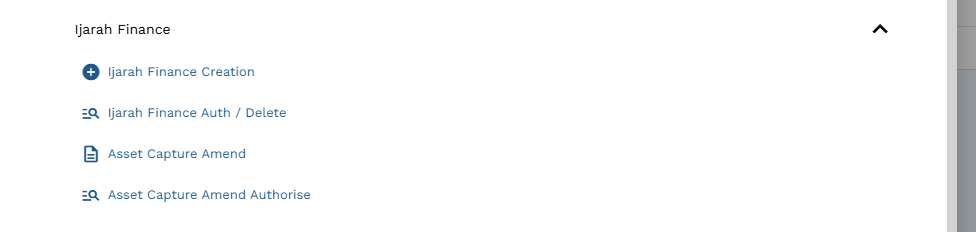 Ijarah Finance
Ijarah Finance Creation
Ijarah Finance Auth / Delete
Asset Capture Amend
Asset Capture Amend Authorise